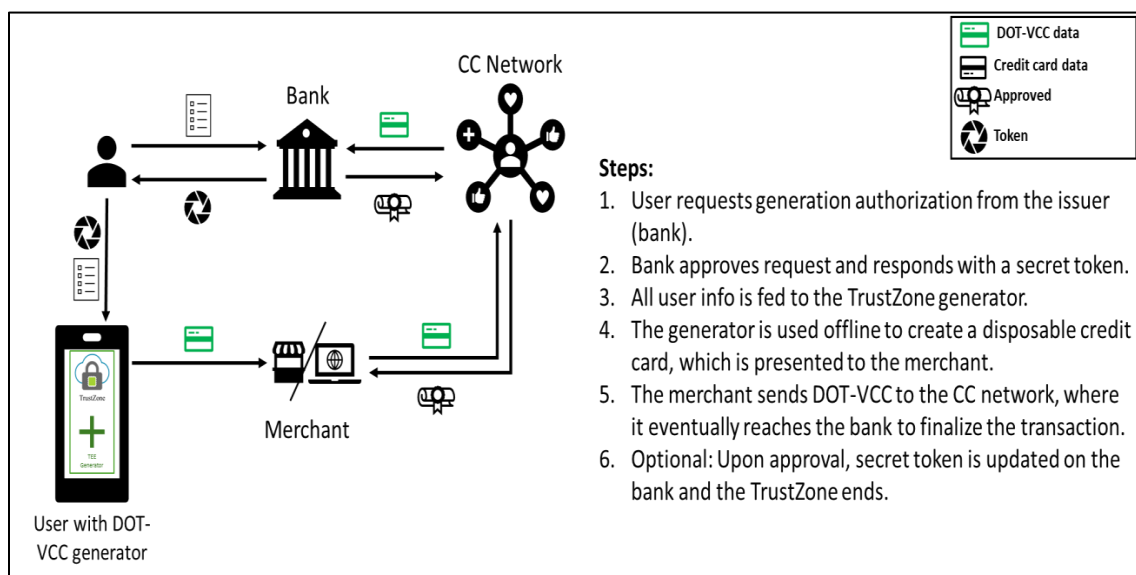 DOT-VCC data
Credit card data
Approved
Token
CC Network
Bank
Merchant
TrustZone
TEE
Generator
User with DOT-
VCC generator
Steps:
1. User requests generation authorization from the issuer
(bank).
2. Bank approves request and responds with a secret token.
3. All user info is fed to the TrustZone generator.
4. The generator is used offline to create a disposable credit
card, which is presented to the merchant.
5. The merchant sends DOT-VCC to the CC network, where
it eventually reaches the bank to finalize the transaction.
6. Optional: Upon approval, secret token is updated on the
bank and the TrustZone ends.